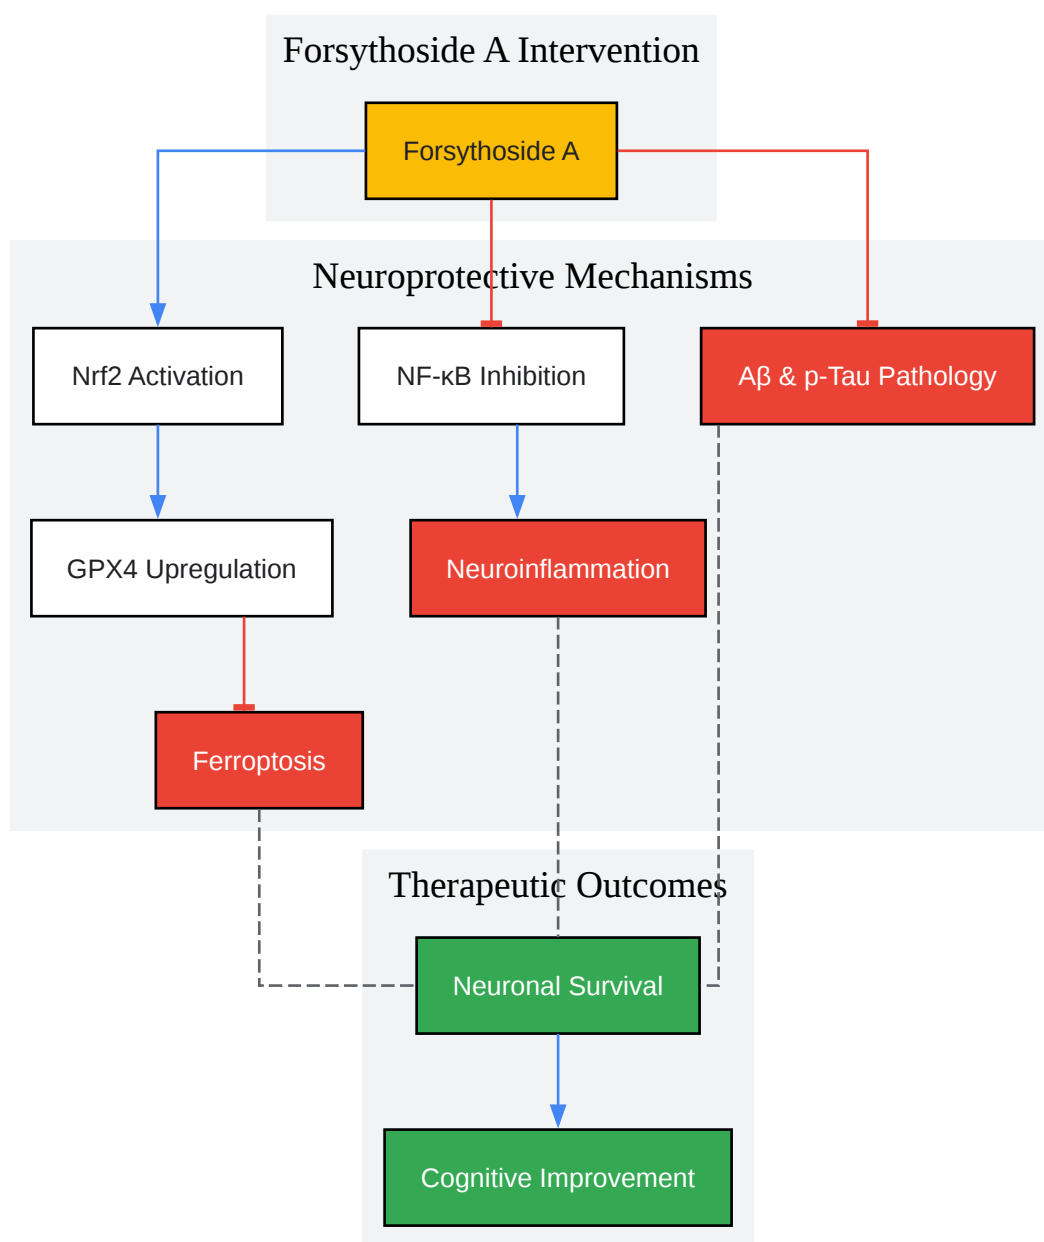 Forsythoside A Intervention
Forsythoside A
Neuroprotective Mechanisms
Nrf2 Activation
NF-κB Inhibition
Aβ & p-Tau Pathology
GPX4 Upregulation
Neuroinflammation
Ferroptosis
Therapeutic Outcomes
Neuronal Survival
Cognitive Improvement